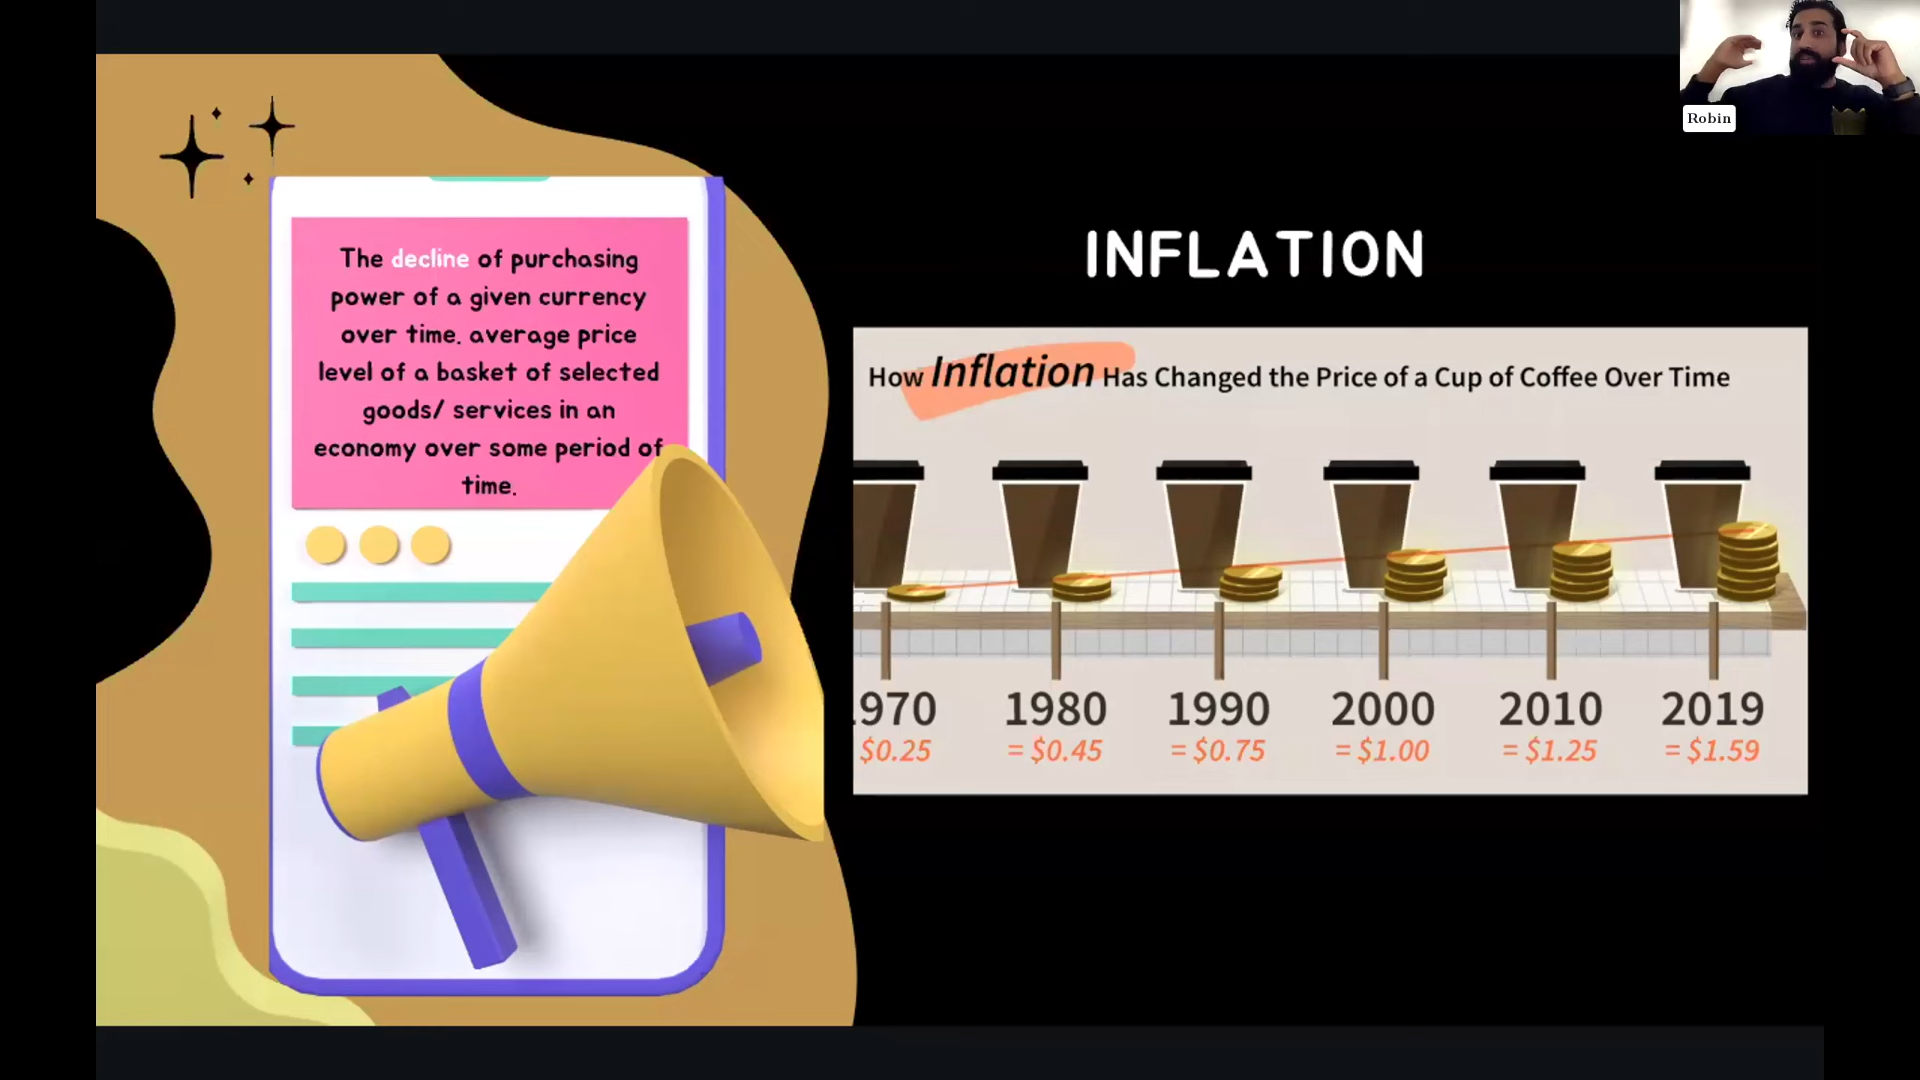 Robin
The decline of purchasing
power of a given currency
over time. average price
level of a basket of selected
goods/ services in an
economy over some period of
time.
INFLATION
How Inflation Has Changed the Price of a Cup of Coffee Over Time
1970 1980 1990 2000 2010 2019
$0.25 = $0.45 = $0.75 = $1.00 = $1.25 = $1.59